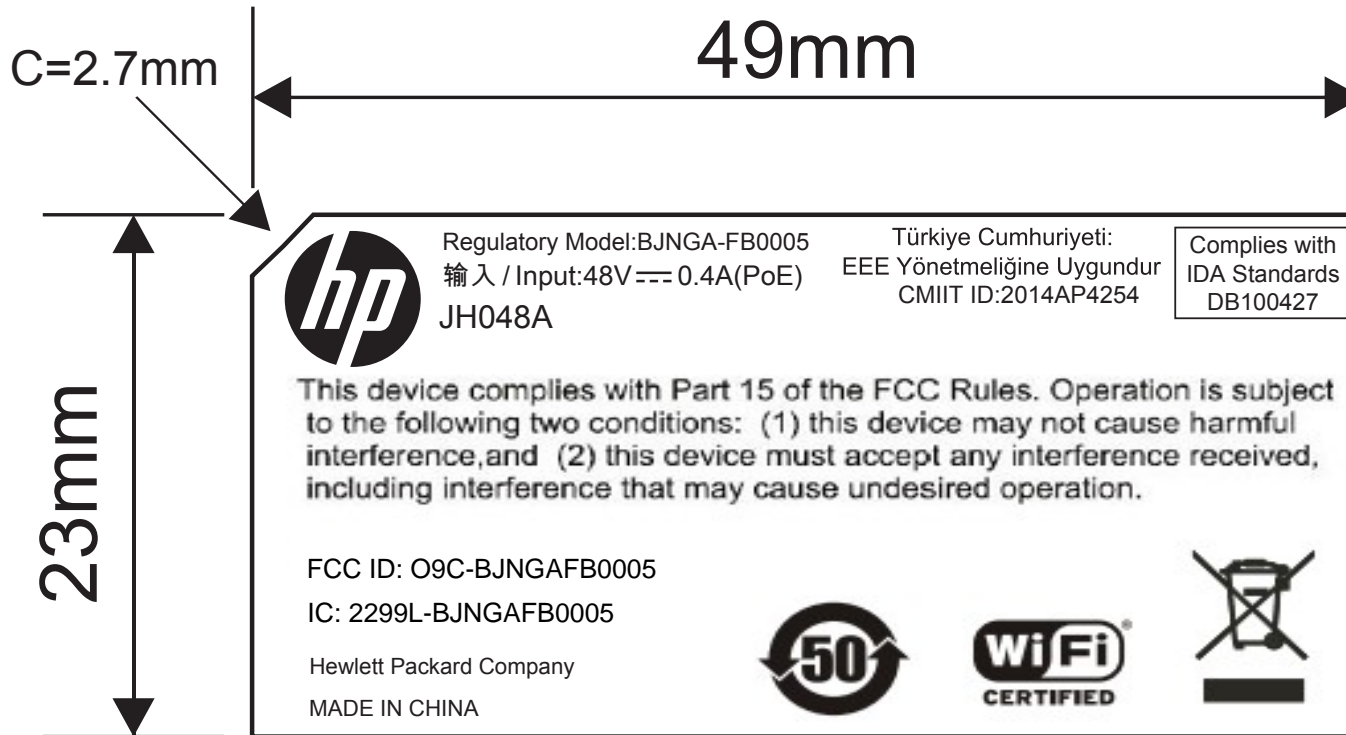 49mm
C=2.7mm
23mm
hp
Regulatory Model:BJNGA-FB0005
输入 / Input:48V⎓0.4A(PoE)
JH048A
Türkiye Cumhuriyeti:
EEE Yönetmeliğine Uygundur
CMIIT ID:2014AP4254
Complies with
IDA Standards
DB100427
This device complies with Part 15 of the FCC Rules. Operation is subject
to the following two conditions: (1) this device may not cause harmful
interference,and (2) this device must accept any interference received,
including interference that may cause undesired operation.
FCC ID: O9C-BJNGAFB0005
IC: 2299L-BJNGAFB0005
Hewlett Packard Company
MADE IN CHINA
50
WiFi®
CERTIFIED